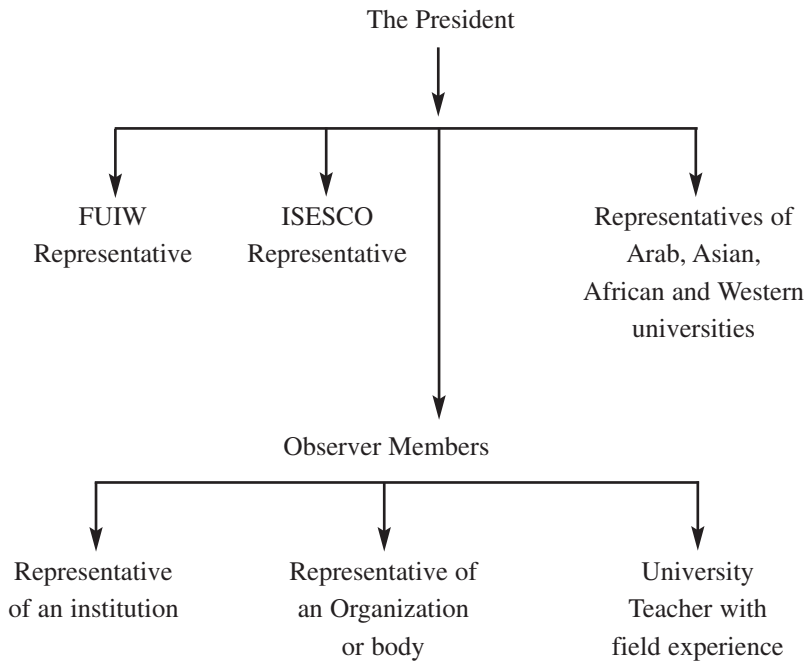 The President
FUIW
Representative
ISESCO
Representative
Representatives of
Arab, Asian,
African and Western
universities
Observer Members
Representative
of an institution
Representative of
an Organization
or body
University
Teacher with
field experience